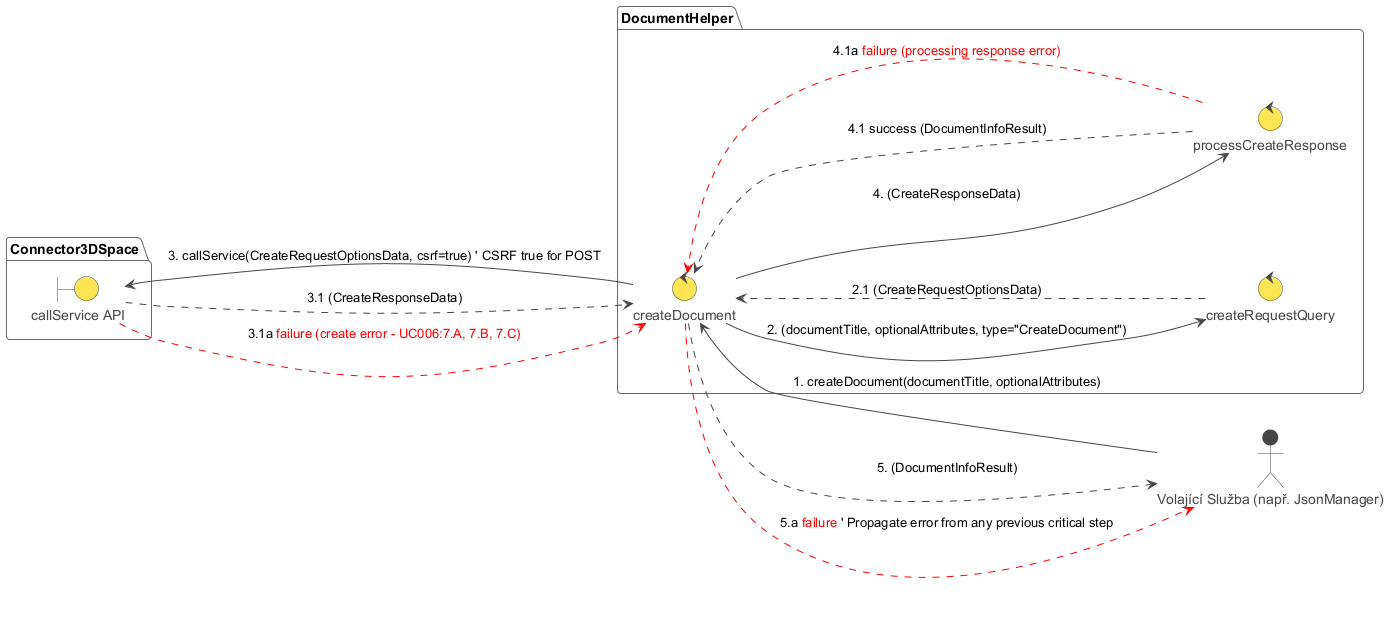 DocumentHelper
4.1a failure (processing response error)
processCreateResponse
4.1 success (DocumentInfoResult)
4. (CreateResponseData)
Connector3DSpace
callService API
3. callService(CreateRequestOptionsData, csrf=true) ' CSRF true for POST
3.1 (CreateResponseData)
3.1a failure (create error - UC006:7.A, 7.B, 7.C)
createDocument
2.1 (CreateRequestOptionsData)
createRequestQuery
2. (documentTitle, optionalAttributes, type="CreateDocument")
1. createDocument(documentTitle, optionalAttributes)
5. (DocumentInfoResult)
Volající Služba (např. JsonManager)
5.a failure ' Propagate error from any previous critical step